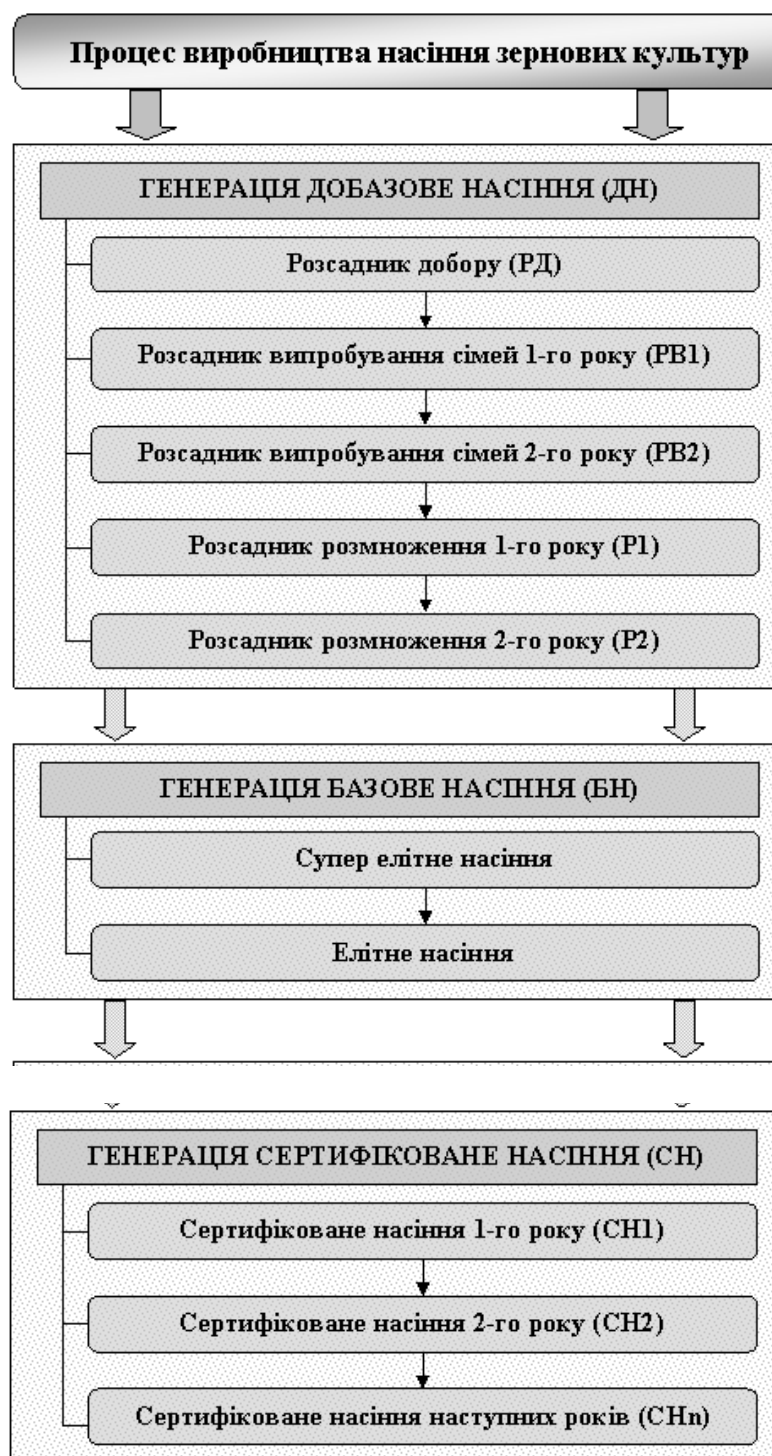 Процес виробництва насіння зернових культур
ГЕНЕРАЦІЯ ДОБАЗОВЕ НАСІННЯ (ДН)
Розсадник добору (РД)
Розсадник випробування сімей 1-го року (РВ1)
Розсадник випробування сімей 2-го року (РВ2)
Розсадник розмноження 1-го року (Р1)
Розсадник розмноження 2-го року (Р2)
ГЕНЕРАЦІЯ БАЗОВЕ НАСІННЯ (БН)
Супер елітне насіння
Елітне насіння
ГЕНЕРАЦІЯ СЕРТИФІКОВАНЕ НАСІННЯ (СН)
Сертифіковане насіння 1-го року (СН1)
Сертифіковане насіння 2-го року (СН2)
Сертифіковане насіння наступних років (СНn)